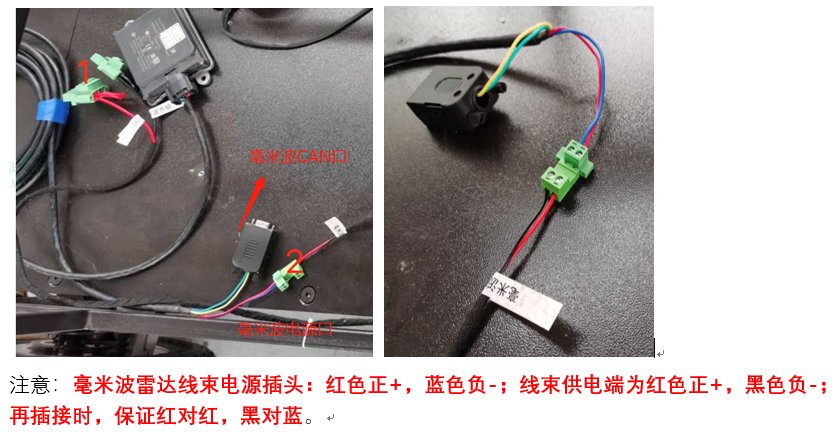 1
毫米波CAN口
2
毫米波电源口
毫米波
注意：毫米波雷达线束电源插头：红色正+，蓝色负-；线束供电端为红色正+，黑色负-；
再插接时，保证红对红，黑对蓝。